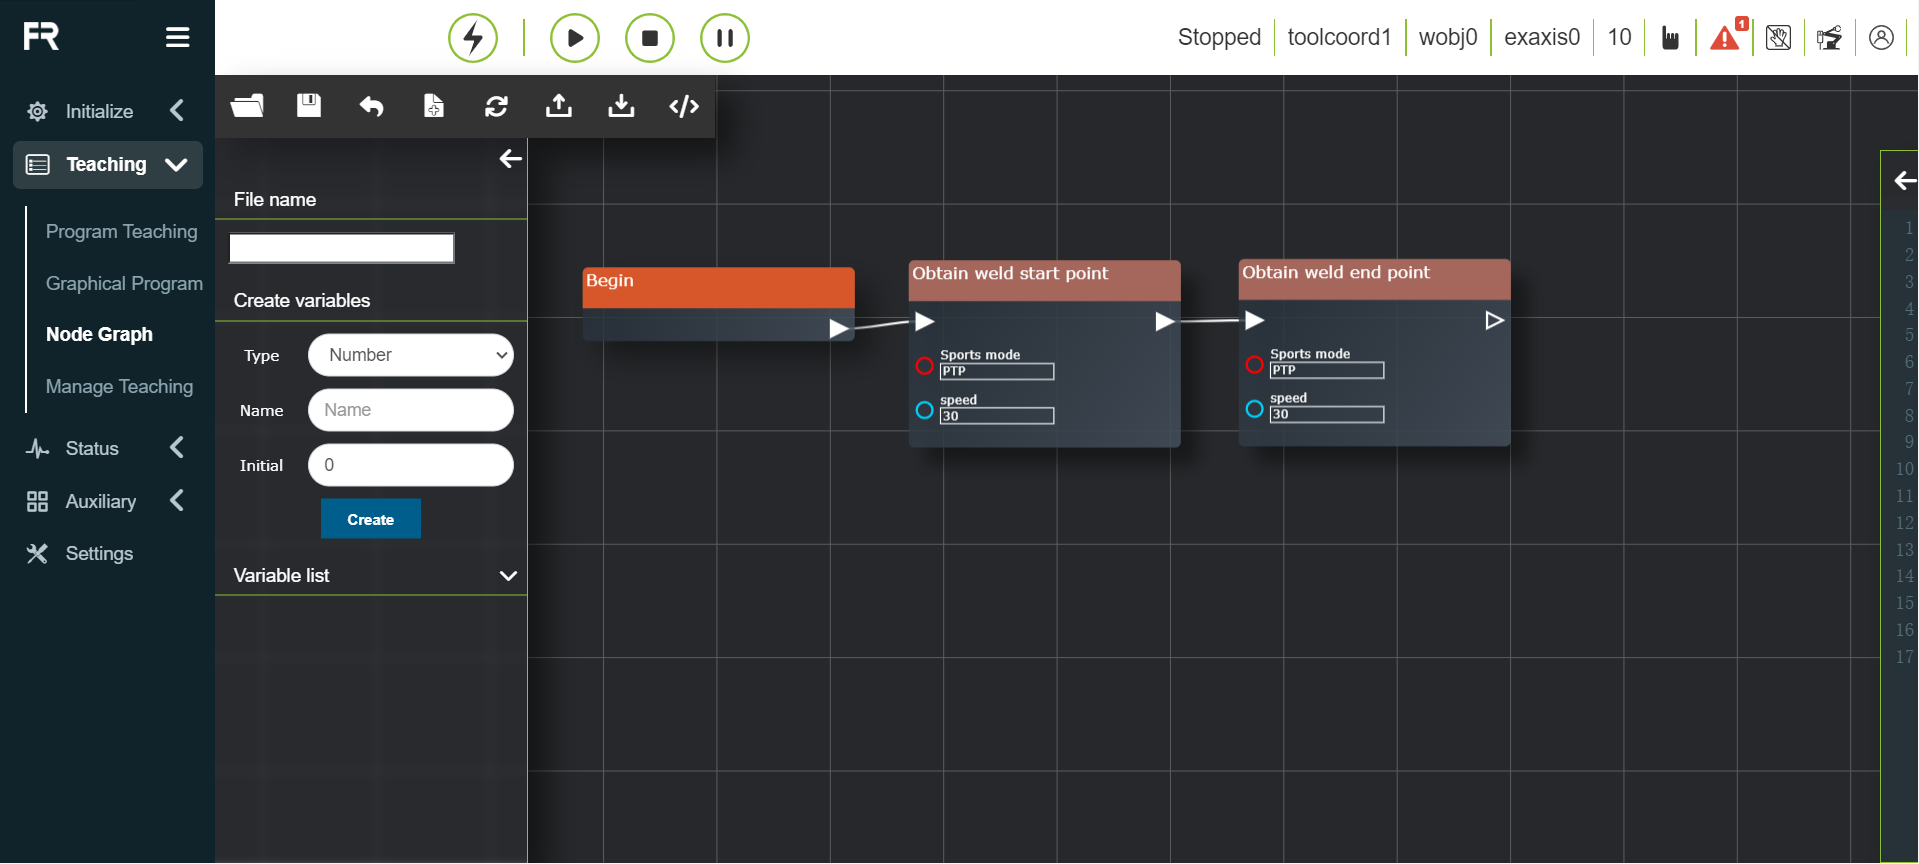 FR
Stopped
toolcoord1
wobj0
exaxis0
10
1
Initialize
Teaching
Program Teaching
Graphical Program
Node Graph
Manage Teaching
Status
Auxiliary
Settings
File name
Create variables
Type
Number
Name
Name
Initial
0
Create
Variable list
Begin
Obtain weld start point
Sports mode
PTP
speed
30
Obtain weld end point
Sports mode
PTP
speed
30
1
2
3
4
5
6
7
8
9
10
11
12
13
14
15
16
17